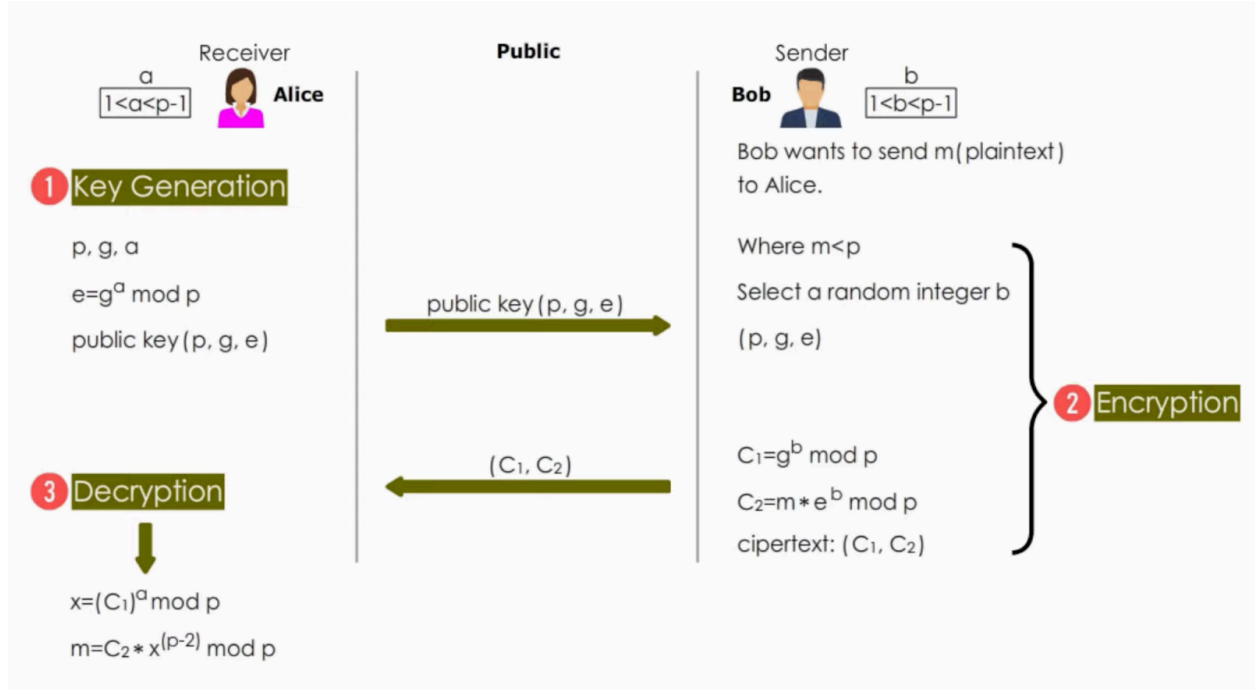 Receiver
Public
Sender
a
1<a<p-1
Alice
Bob
b
1<b<p-1
Bob wants to send m(plaintext)
to Alice.
1 Key Generation
p, g, a
e=g^a mod p
public key(p, g, e)
public key(p, g, e)
Where m<p
Select a random integer b
(p, g, e)
2 Encryption
C₁=g^b mod p
C₂=m*e^b mod p
cipertext: (C₁, C₂)
(C₁, C₂)
3 Decryption
x=(C₁)^a mod p
m=C₂*x^(p-2) mod p